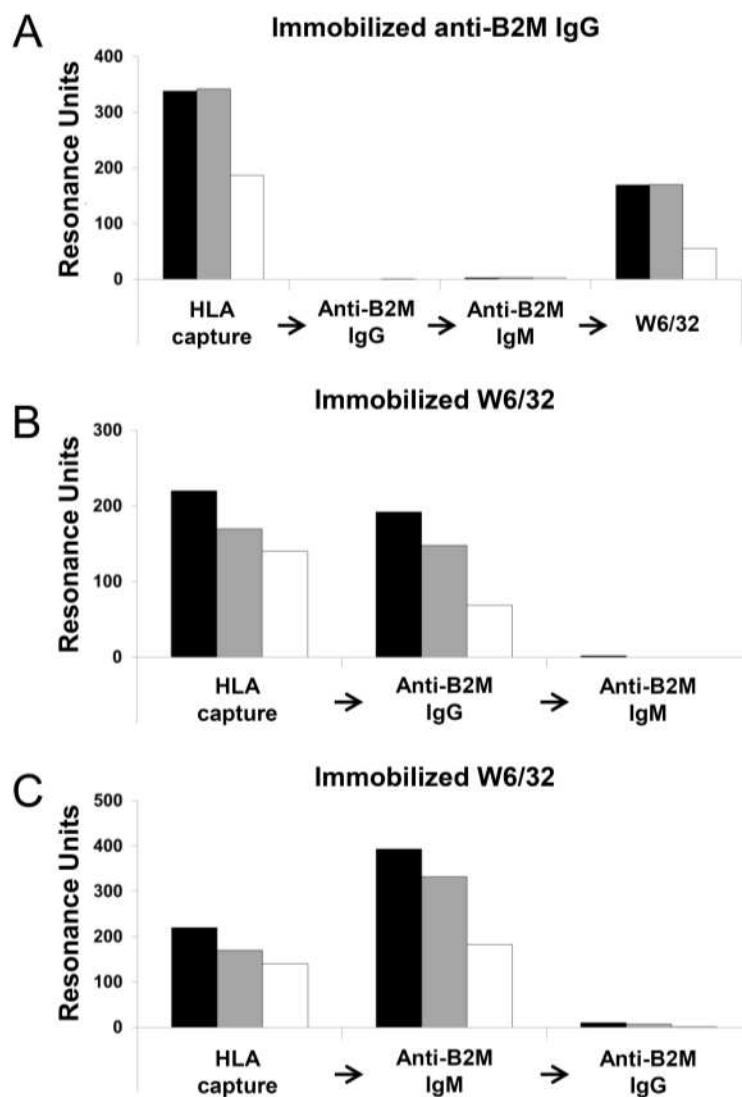 A
Immobilized anti-B2M IgG
Resonance Units
400
300
200
100
0
HLA capture
→
Anti-B2M IgG
→
Anti-B2M IgM
→
W6/32
B
Immobilized W6/32
Resonance Units
300
200
100
0
HLA capture
→
Anti-B2M IgG
→
Anti-B2M IgM
C
Immobilized W6/32
Resonance Units
500
400
300
200
100
0
HLA capture
→
Anti-B2M IgM
→
Anti-B2M IgG